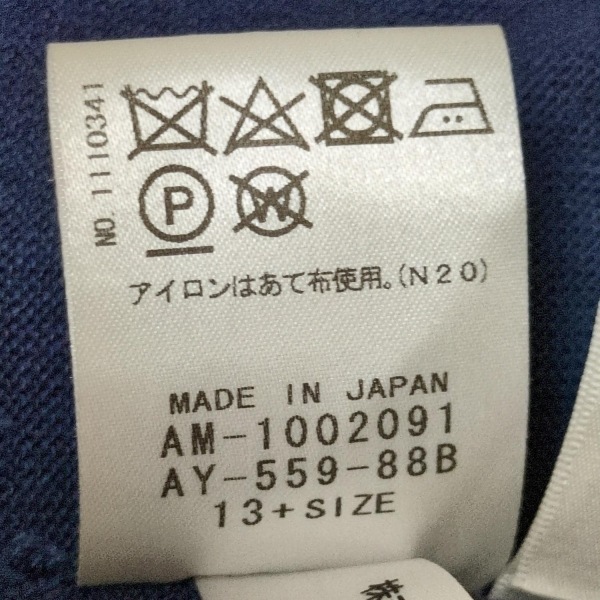 NO. 1110341
P
W
アイロンはあて布使用。(N20)
MADE IN JAPAN
AM-1002091
AY-559-88B
13+SIZE
株